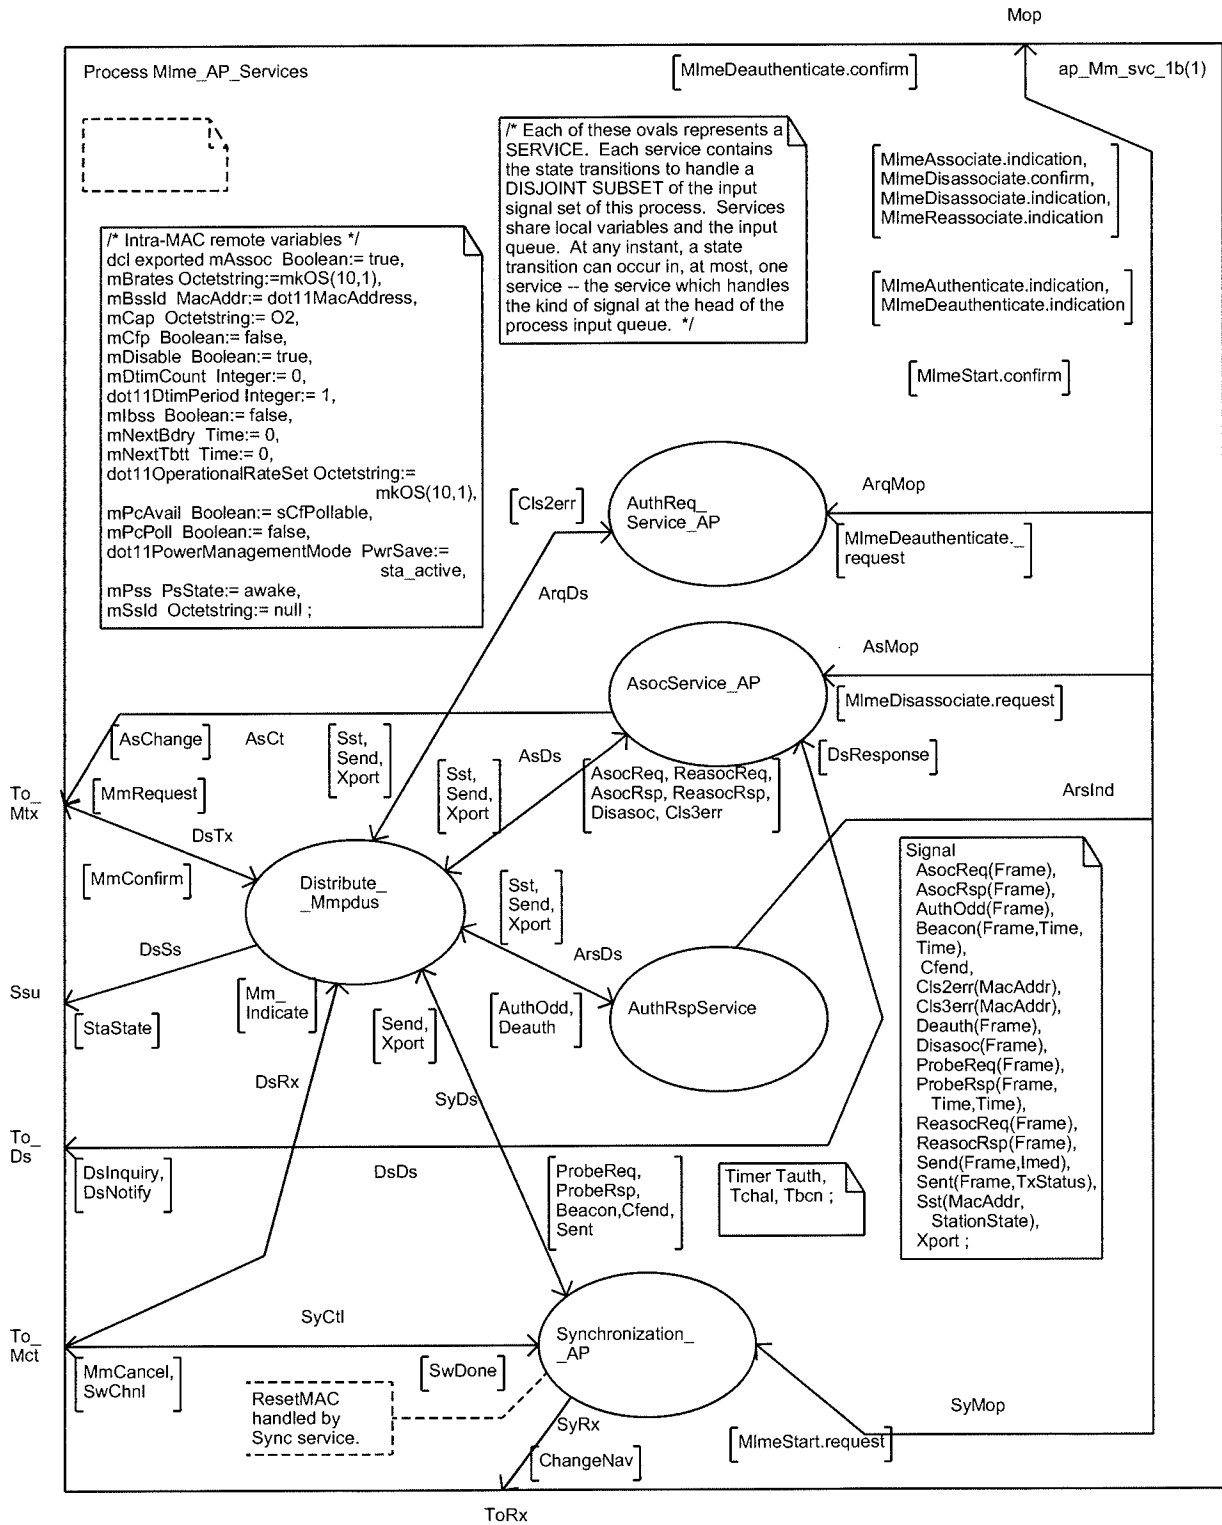 Mop
Process Mlme_AP_Services
MlmeDeauthenticate.confirm
ap_Mm_svc_1b(1)
/* Each of these ovals represents a
SERVICE. Each service contains
the state transitions to handle a
DISJOINT SUBSET of the input
signal set of this process. Services
share local variables and the input
queue. At any instant, a state
transition can occur in, at most, one
service -- the service which handles
the kind of signal at the head of the
process input queue. */
MlmeAssociate.indication,
MlmeDisassociate.confirm,
MlmeDisassociate.indication,
MlmeReassociate.indication
/* Intra-MAC remote variables */
dcl exported mAssoc Boolean:= true,
mBrates Octetstring:=mkOS(10,1),
mBssId MacAddr:= dot11MacAddress,
mCap Octetstring:= O2,
mCfp Boolean:= false,
mDisable Boolean:= true,
mDtimCount Integer:= 0,
dot11DtimPeriod Integer:= 1,
mIbss Boolean:= false,
mNextBdry Time:= 0,
mNextTbtt Time:= 0,
dot11OperationalRateSet Octetstring:=
mkOS(10,1),
mPcAvail Boolean:= sCfPollable,
mPcPoll Boolean:= false,
dot11PowerManagementMode PwrSave:=
sta_active,
mPss PsState:= awake,
mSsId Octetstring:= null ;
MlmeAuthenticate.indication,
MlmeDeauthenticate.indication
MlmeStart.confirm
Cls2err
AuthReq_
Service_AP
ArqMop
MlmeDeauthenticate._
request
ArqDs
AsMop
AsocService_AP
MlmeDisassociate.request
AsChange
AsCt
Sst,
Send,
Xport
AsDs
DsResponse
Sst,
Send,
Xport
AsocReq, ReasocReq,
AsocRsp, ReasocRsp,
Disasoc, Cls3err
ArsInd
To_
Mtx
MmRequest
DsTx
MmConfirm
Distribute_
_Mmpdus
Sst,
Send,
Xport
Signal
AsocReq(Frame),
AsocRsp(Frame),
AuthOdd(Frame),
Beacon(Frame,Time,
Time),
Cfend,
Cls2err(MacAddr),
Cls3err(MacAddr),
Deauth(Frame),
Disasoc(Frame),
ProbeReq(Frame),
ProbeRsp(Frame,
Time,Time),
ReasocReq(Frame),
ReasocRsp(Frame),
Send(Frame,Imed),
Sent(Frame,TxStatus),
Sst(MacAddr,
StationState),
Xport ;
DsSs
ArsDs
Ssu
StaState
Mm_
Indicate
Send,
Xport
AuthOdd,
Deauth
AuthRspService
DsRx
SyDs
To_
Ds
DsInquiry,
DsNotify
DsDs
ProbeReq,
ProbeRsp,
Beacon,Cfend,
Sent
Timer Tauth,
Tchal, Tbcn ;
SyCtl
To_
Mct
MmCancel,
SwChnl
SwDone
Synchronization_
_AP
ResetMAC
handled by
Sync service.
SyRx
SyMop
MlmeStart.request
ChangeNav
ToRx